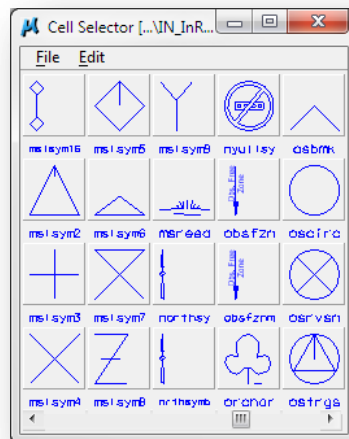 Cell Selector [...\IN_InR...
File Edit
mslsym16 mslsym5 mslsym9 nyullsy osbmk
Obs. Free
Zone
mslsym2 mslsym6 msread obsfzn oscirc
Obs. Free
Zone
mslsym3 mslsym7 northsy obsfznm osrvsn
mslsym4 mslsym8 nrthsymb orchar ostrgs